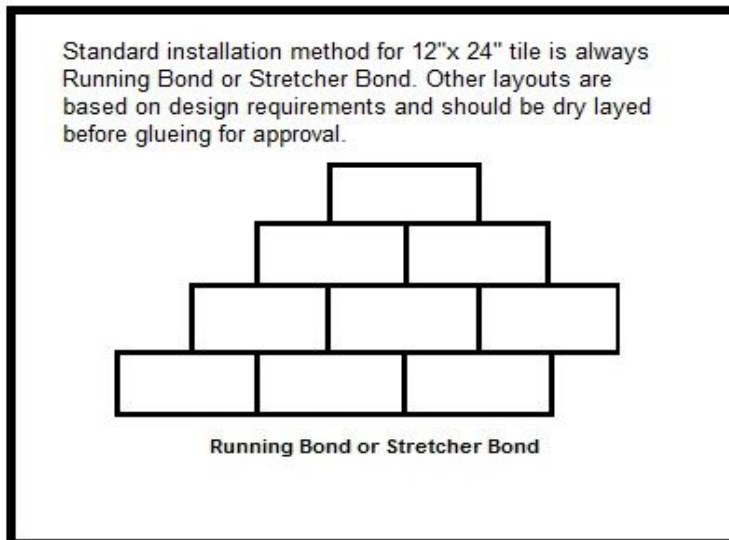 Standard installation method for 12"x 24" tile is always
Running Bond or Stretcher Bond. Other layouts are
based on design requirements and should be dry layed
before glueing for approval.
Running Bond or Stretcher Bond